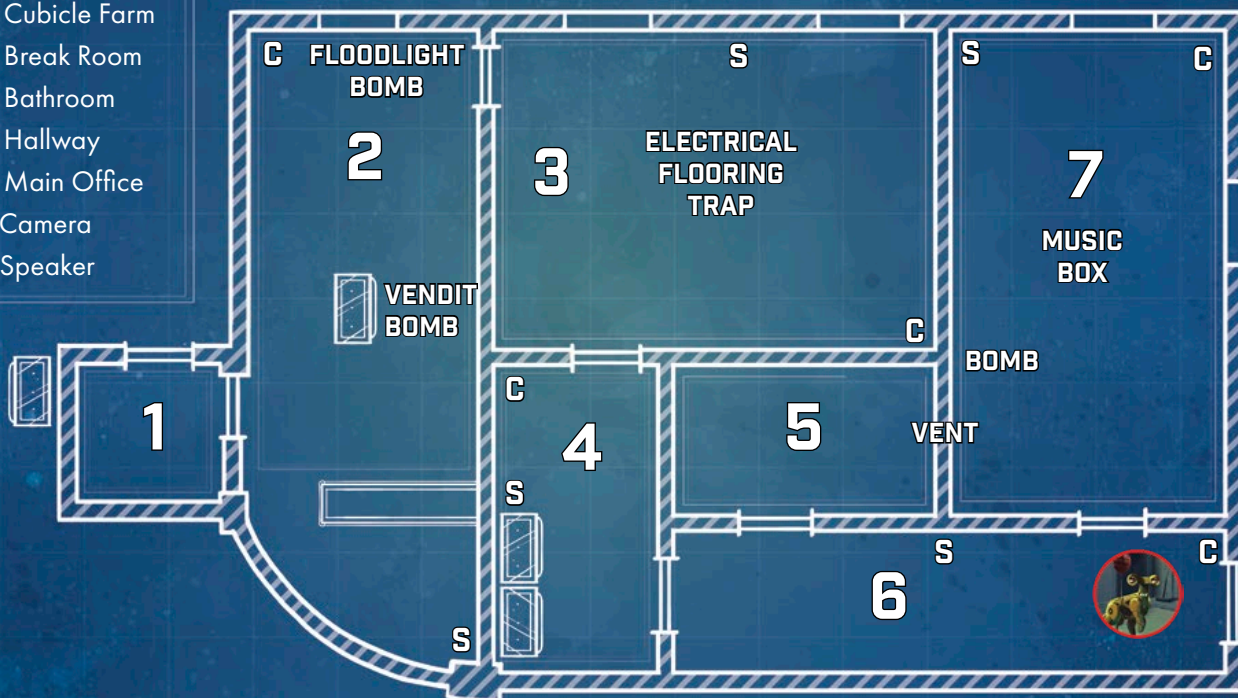 Cubicle Farm
Break Room
Bathroom
Hallway
Main Office
Camera
Speaker
C
FLOODLIGHT
BOMB
2
VENDIT
BOMB
S
1
3
S
ELECTRICAL
FLOORING
TRAP
C
C
4
S
5
VENT
S
C
7
MUSIC
BOX
BOMB
S
C
6